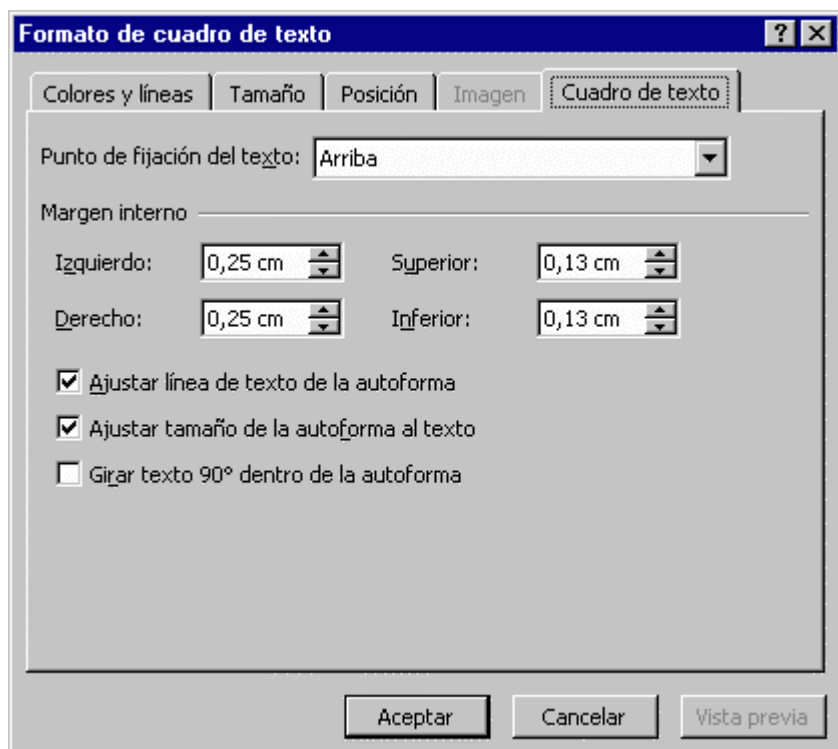 Formato de cuadro de texto
Colores y líneas Tamaño Posición Imagen Cuadro de texto
Punto de fijación del texto: Arriba
Margen interno
Izquierdo: 0,25 cm Superior: 0,13 cm
Derecho: 0,25 cm Inferior: 0,13 cm
Ajustar línea de texto de la autoforma
Ajustar tamaño de la autoforma al texto
Girar texto 90° dentro de la autoforma
Aceptar Cancelar Vista previa